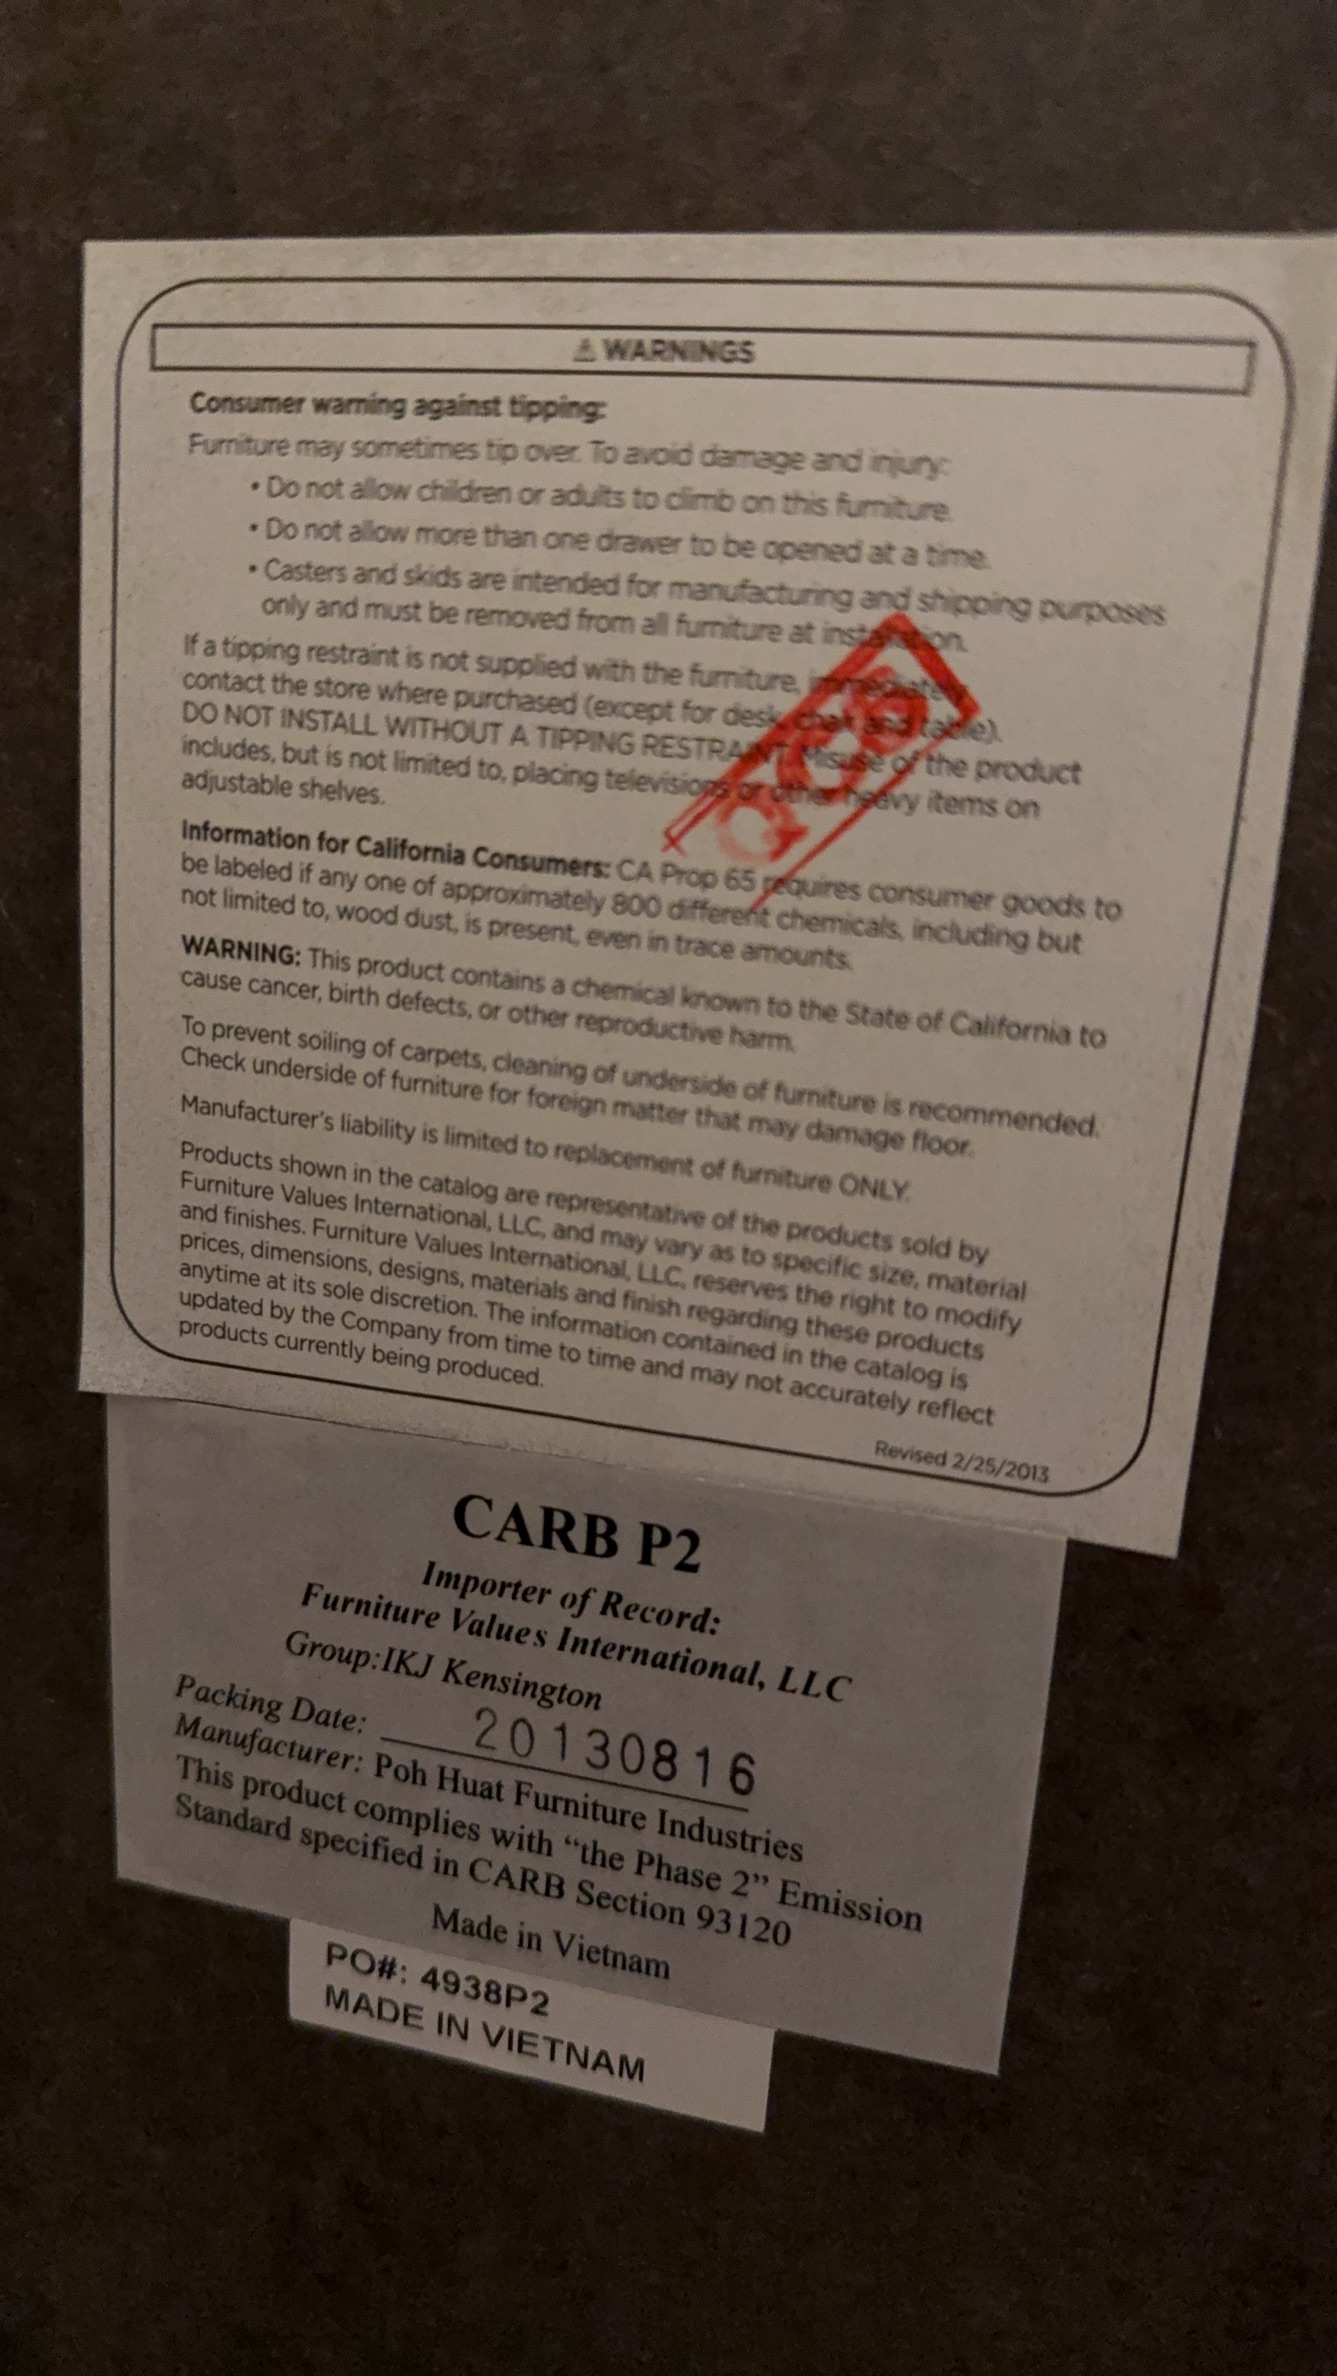 ⚠ WARNINGS
Consumer warning against tipping:
Furniture may sometimes tip over. To avoid damage and injury:
• Do not allow children or adults to climb on this furniture.
• Do not allow more than one drawer to be opened at a time.
• Casters and skids are intended for manufacturing and shipping purposes
only and must be removed from all furniture at installation.
If a tipping restraint is not supplied with the furniture, immediately
contact the store where purchased (except for desk, chair and table).
DO NOT INSTALL WITHOUT A TIPPING RESTRAINT. Misuse of the product
includes, but is not limited to, placing televisions or other heavy items on
adjustable shelves.
Information for California Consumers: CA Prop 65 requires consumer goods to
be labeled if any one of approximately 800 different chemicals, including but
not limited to, wood dust, is present, even in trace amounts.
WARNING: This product contains a chemical known to the State of California to
cause cancer, birth defects, or other reproductive harm.
To prevent soiling of carpets, cleaning of underside of furniture is recommended.
Check underside of furniture for foreign matter that may damage floor.
Manufacturer's liability is limited to replacement of furniture ONLY.
Products shown in the catalog are representative of the products sold by
Furniture Values International, LLC, and may vary as to specific size, material
and finishes. Furniture Values International, LLC, reserves the right to modify
prices, dimensions, designs, materials and finish regarding these products
anytime at its sole discretion. The information contained in the catalog is
updated by the Company from time to time and may not accurately reflect
products currently being produced.
Revised 2/25/2013
CARB P2
Importer of Record:
Furniture Values International, LLC
Group:IKJ Kensington
Packing Date: 20130816
Manufacturer: Poh Huat Furniture Industries
This product complies with “the Phase 2” Emission
Standard specified in CARB Section 93120
Made in Vietnam
PO#: 4938P2
MADE IN VIETNAM